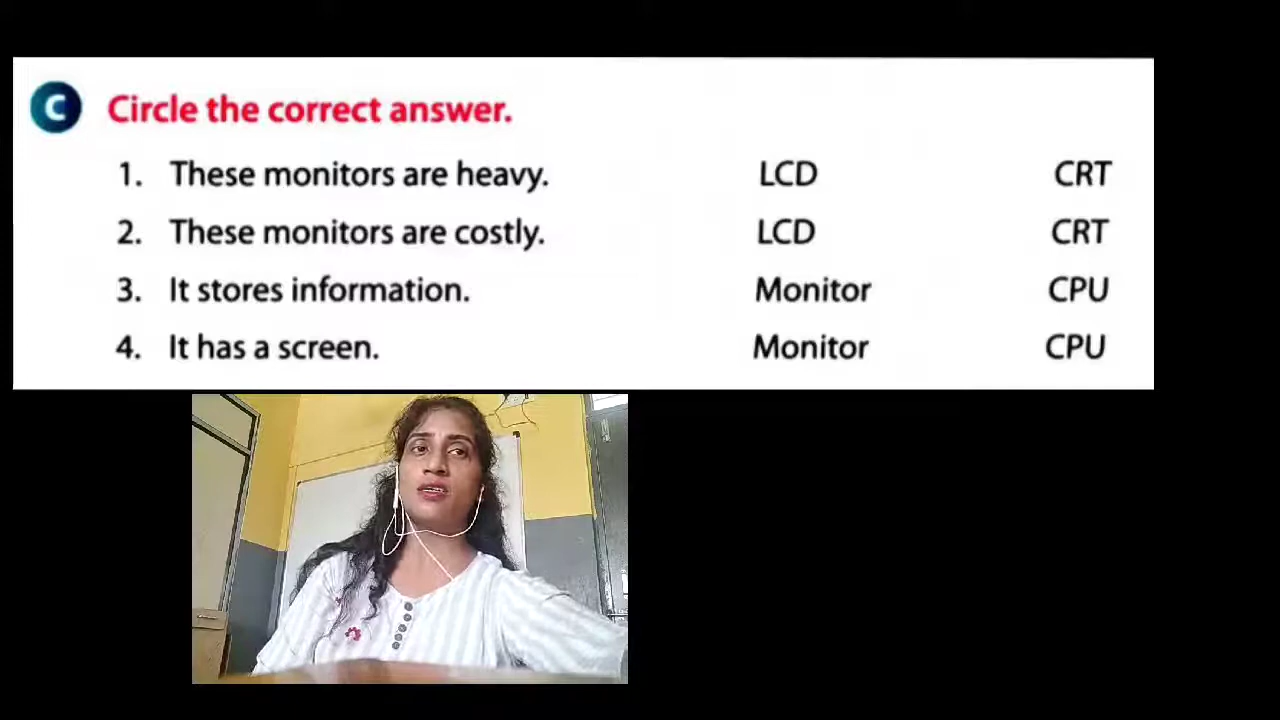 C Circle the correct answer.
1. These monitors are heavy. LCD CRT
2. These monitors are costly. LCD CRT
3. It stores information. Monitor CPU
4. It has a screen. Monitor CPU